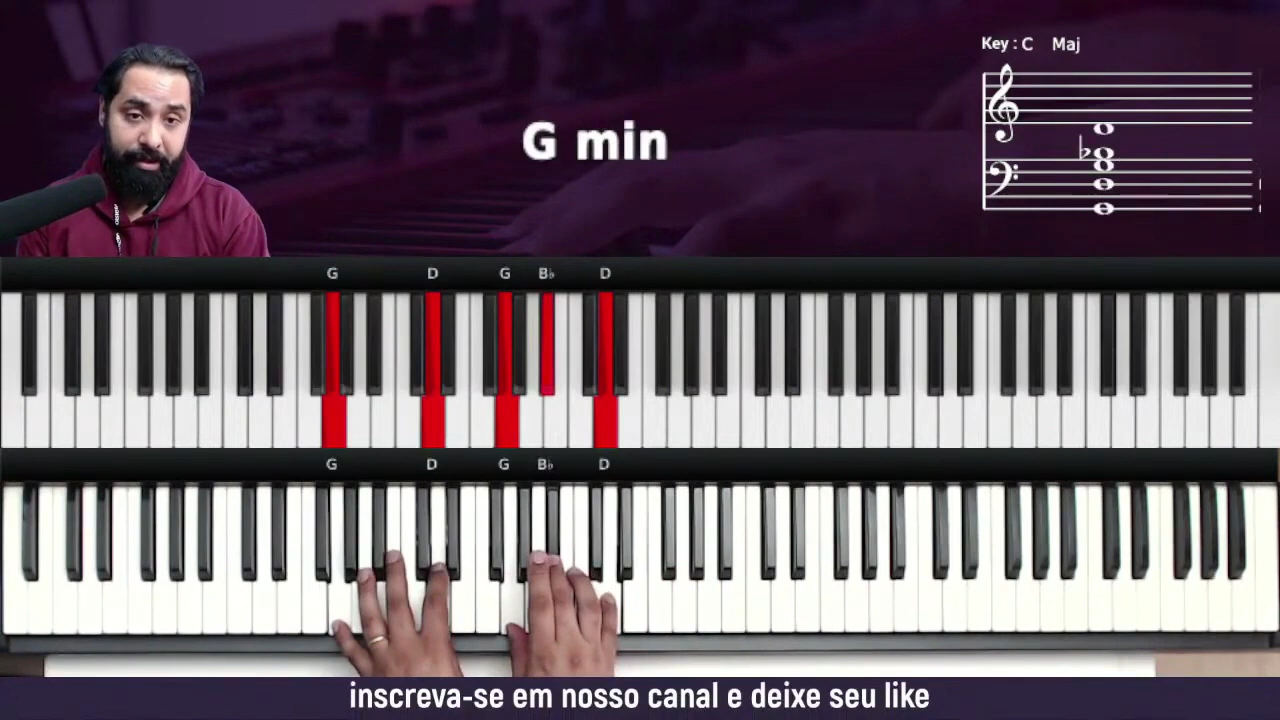 Key : C Maj
G min
G D G B♭ D
G D G B♭ D
inscreva-se em nosso canal e deixe seu like